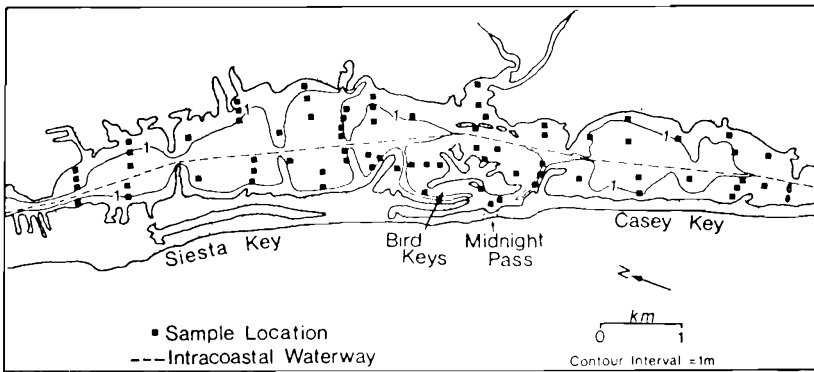 1
1
1
1
1
1
Siesta Key
Bird
Keys
Midnight
Pass
Casey Key
N
km
0 1
Sample Location
Intracoastal Waterway
Contour Interval = 1m